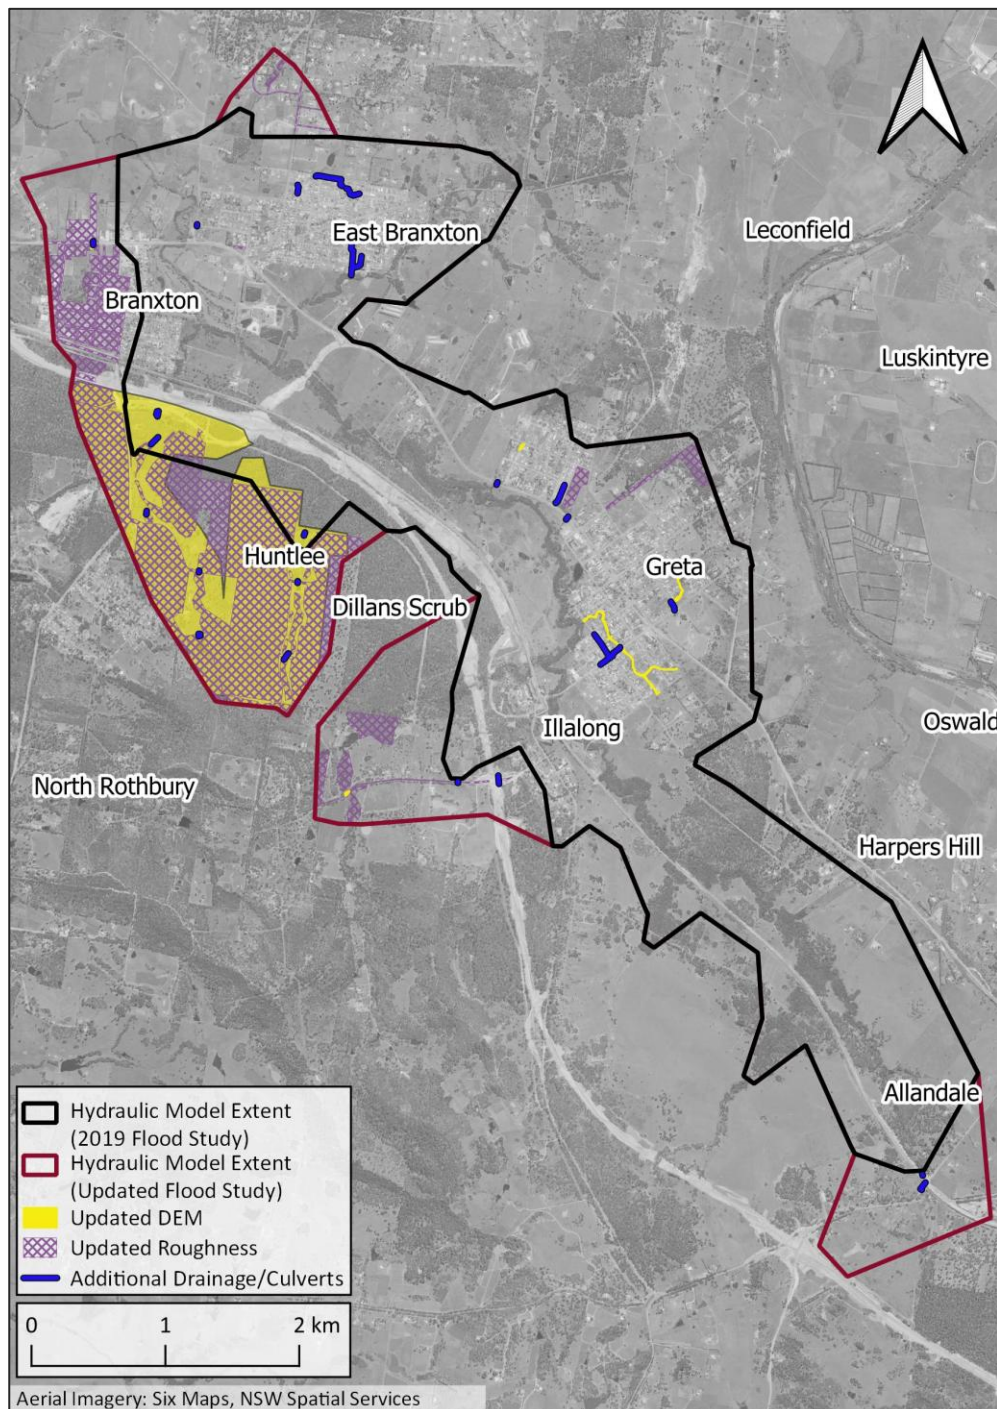 East Branxton
Leconfield
Branxton
Luskintyre
Huntlee
Greta
Dillans Scrub
Illalong
Oswald
North Rothbury
Harpers Hill
Allandale
Hydraulic Model Extent
(2019 Flood Study)
Hydraulic Model Extent
(Updated Flood Study)
Updated DEM
Updated Roughness
Additional Drainage/Culverts
0 1 2 km
Aerial Imagery: Six Maps, NSW Spatial Services